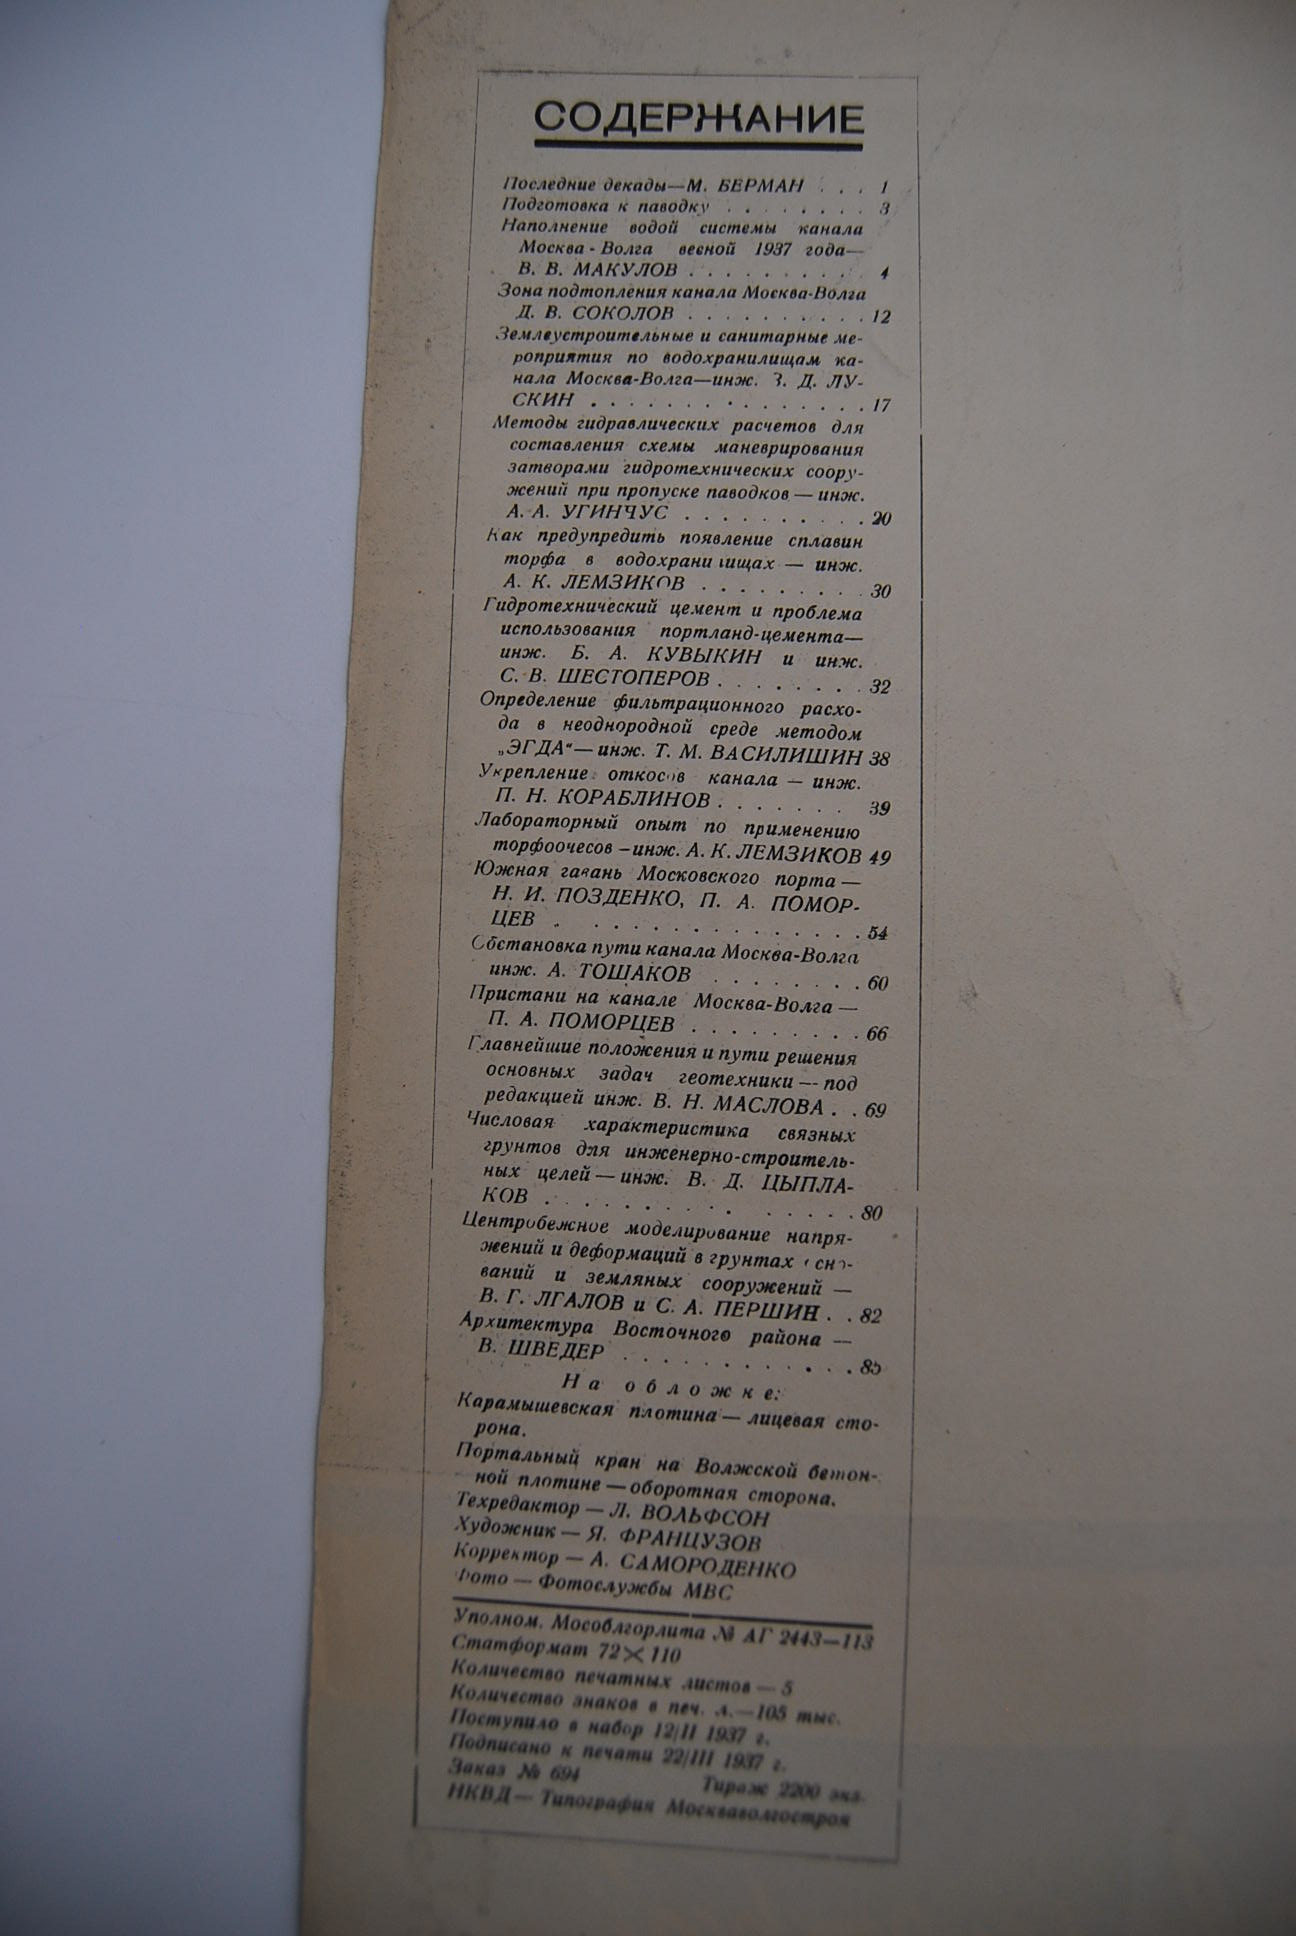 СОДЕРЖАНИЕ
Последние декады—М. БЕРМАН . . . 1
Подготовка к паводку . . . . . . . 3
Наполнение водой системы канала
Москва-Волга весной 1937 года—
В. В. МАКУЛОВ . . . . . . . . . 4
Зона подтопления канала Москва-Волга
Д. В. СОКОЛОВ . . . . . . . . . 12
Землеустроительные и санитарные ме-
роприятия по водохранилищам ка-
нала Москва-Волга—инж. З. Д. ЛУ-
СКИН . . . . . . . . . . . . . . 17
Методы гидравлических расчетов для
составления схемы маневрирования
затворами гидротехнических соору-
жений при пропуске паводков — инж.
А. А. УГИНЧУС . . . . . . . . . . 20
Как предупредить появление сплавин
торфа в водохранилищах — инж.
А. К. ЛЕМЗИКОВ . . . . . . . . . 30
Гидротехнический цемент и проблема
использования портланд-цемента—
инж. Б. А. КУВЫКИН и инж.
С. В. ШЕСТОПЕРОВ . . . . . . . . 32
Определение фильтрационного расхо-
да в неоднородной среде методом
„ЭГДА“— инж. Т. М. ВАСИЛИШИН 38
Укрепление откосов канала — инж.
П. Н. КОРАБЛИНОВ . . . . . . . 39
Лабораторный опыт по применению
торфоочесов –инж. А. К. ЛЕМЗИКОВ 49
Южная гавань Московского порта —
Н. И. ПОЗДЕНКО, П. А. ПОМОР-
ЦЕВ . . . . . . . . . . . . . . . 54
Обстановка пути канала Москва-Волга
инж. А. ТОШАКОВ . . . . . . . . 60
Пристани на канале Москва-Волга —
П. А. ПОМОРЦЕВ . . . . . . . . . 66
Главнейшие положения и пути решения
основных задач геотехники — под
редакцией инж. В. Н. МАСЛОВА . . 69
Числовая характеристика связных
грунтов для инженерно-строитель-
ных целей — инж. В. Д. ЦЫПЛА-
КОВ . . . . . . . . . . . . . . . 80
Центробежное моделирование напря-
жений и деформаций в грунтах осно-
ваний и земляных сооружений —
В. Г. ЛГАЛОВ и С. А. ПЕРШИН . . 82
Архитектура Восточного района —
В. ШВЕДЕР . . . . . . . . . . . . 85
На обложке:
Карамышевская плотина — лицевая сто-
рона.
Портальный кран на Волжской бетон-
ной плотине — оборотная сторона.
Техредактор — Л. ВОЛЬФСОН
Художник — Я. ФРАНЦУЗОВ
Корректор — А. САМОРОДЕНКО
Фото — Фотослужбы МВС
Уполном. Мособлгорлита № АГ 2443—113
Статформат 72×110
Количество печатных листов — 5
Количество знаков в печ. л.—105 тыс.
Поступило в набор 12/II 1937 г.
Подписано к печати 22/III 1937 г.
Заказ № 694 Тираж 2200 экз.
НКВД — Типография Москваволгостроя